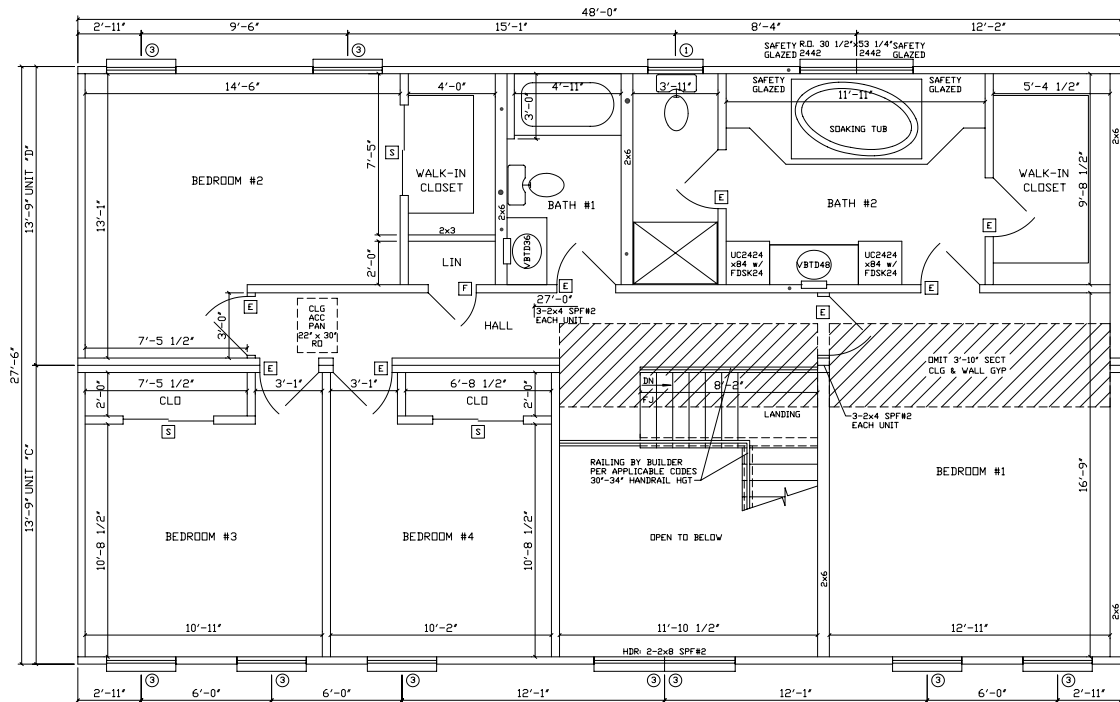 48'-0"
2'-11"
9'-6"
15'-1"
8'-4"
12'-2"
3
3
1
SAFETY GLAZED
R.O. 30 1/2"x53 1/4"
2442
2442
SAFETY GLAZED
SAFETY GLAZED
SAFETY GLAZED
14'-6"
4'-0"
4'-11"
3'-11"
11'-11"
5'-4 1/2"
3'-0"
SOAKING TUB
2x6
13'-9" UNIT "D"
7'-5"
S
2x6
BEDROOM #2
WALK-IN
CLOSET
WALK-IN
CLOSET
9'-8 1/2"
13'-1"
2x6
BATH #1
E
BATH #2
E
2x3
2'-0"
LIN
VBTD36
UC2424
x84 w/
FDSK24
VBTD48
UC2424
x84 w/
FDSK24
F
E
E
27'-0"
E
3-2x4 SPF#2
EACH UNIT
E
3'-0"
CLG
ACC
PAN
22" x 30"
RO
HALL
7'-5 1/2"
27'-6"
E
E
OMIT 3'-10" SECT
CLG & WALL GYP
7'-5 1/2"
3'-1"
3'-1"
6'-8 1/2"
DN
8'-2"
2'-0"
CLO
CLO
2'-0"
LANDING
3-2x4 SPF#2
EACH UNIT
S
S
13'-9" UNIT "C"
RAILING BY BUILDER
PER APPLICABLE CODES
30"-34" HANDRAIL HGT
BEDROOM #1
16'-9"
10'-8 1/2"
BEDROOM #3
BEDROOM #4
10'-8 1/2"
OPEN TO BELOW
2x6
2x6
10'-11"
10'-2"
11'-10 1/2"
12'-11"
HDR: 2-2x8 SPF#2
3
3
3
3
3
3
3
2'-11"
6'-0"
6'-0"
12'-1"
12'-1"
6'-0"
2'-11"